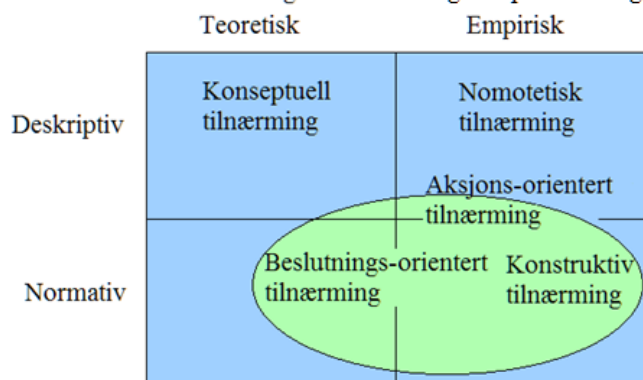 Teoretisk Empirisk
Konseptuell Nomotetisk
Deskriptiv tilnærming tilnærming
Aksjons-orientert
tilnærming
Beslutnings-orientert Konstruktiv
Normativ tilnærming tilnærming